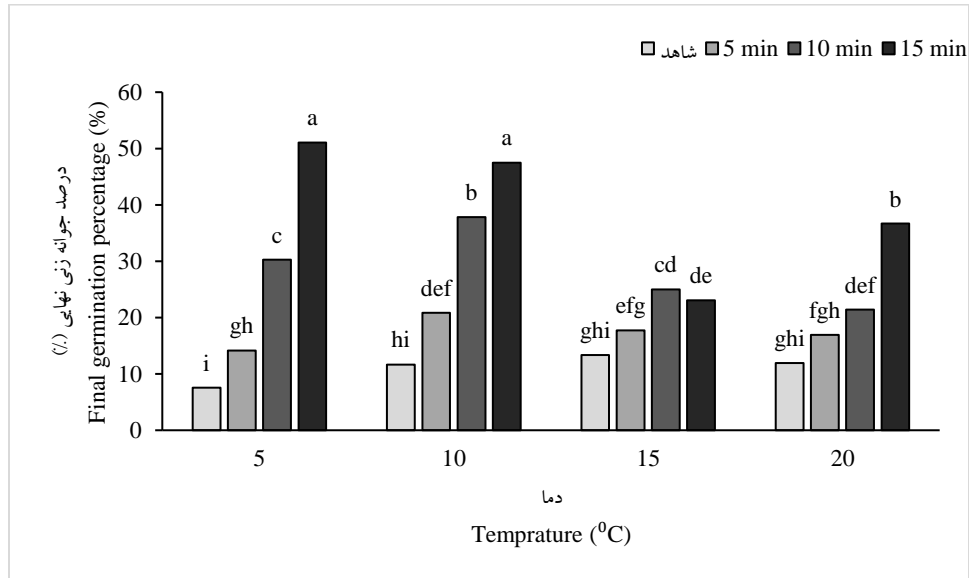 شاهد 5 min 10 min 15 min
درصد جوانه زنی نهایی (٪)
Final germination percentage (%)
60
50
40
30
20
10
0
i gh c a
hi def b a
ghi efg cd de
ghi fgh def b
5 10 15 20
دما
Temprature (⁰C)